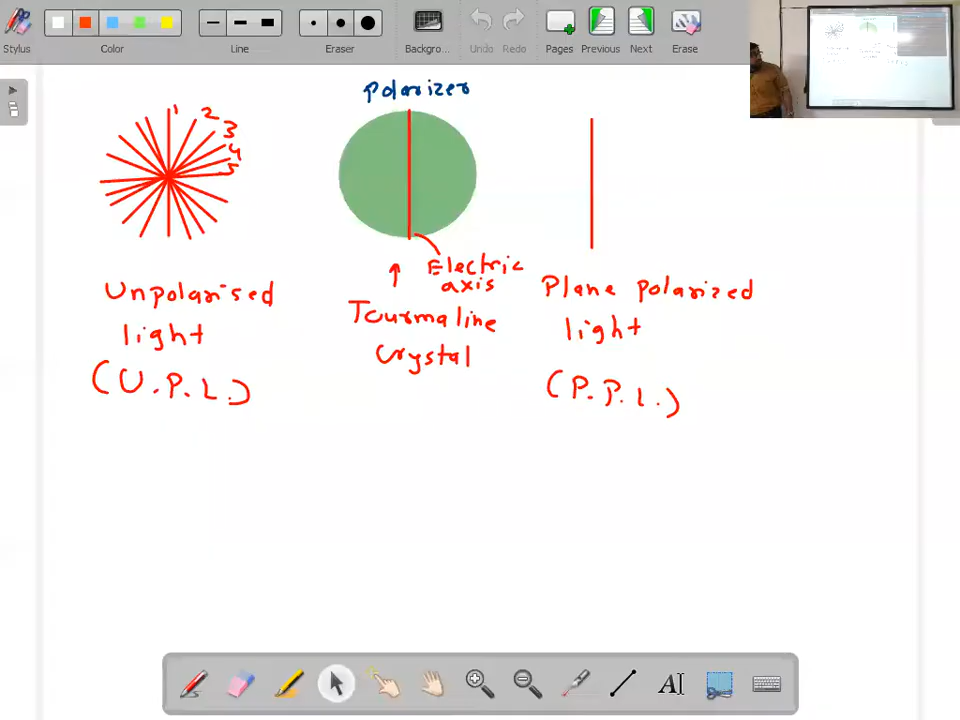 Stylus
Color
Line
Eraser
Backgro...
Undo
Redo
Pages
Previous
Next
Erase
Polarizer
1
2
3
4
5
Electric
axis
Unpolarised
light
(U.P.L.)
Tourmaline
crystal
Plane polarized
light
(P.P.L.)
A